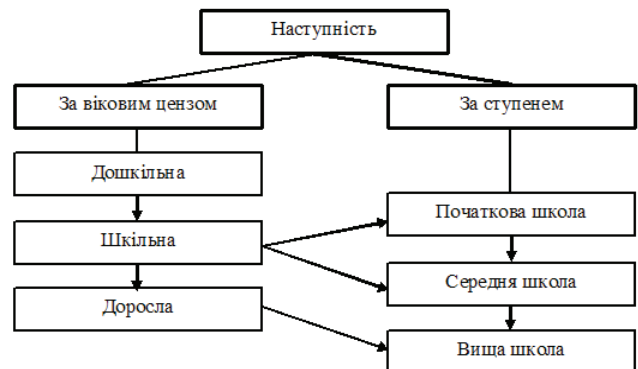 Наступність
За віковим цензом
За ступенем
Дошкільна
Шкільна
Доросла
Початкова школа
Середня школа
Вища школа